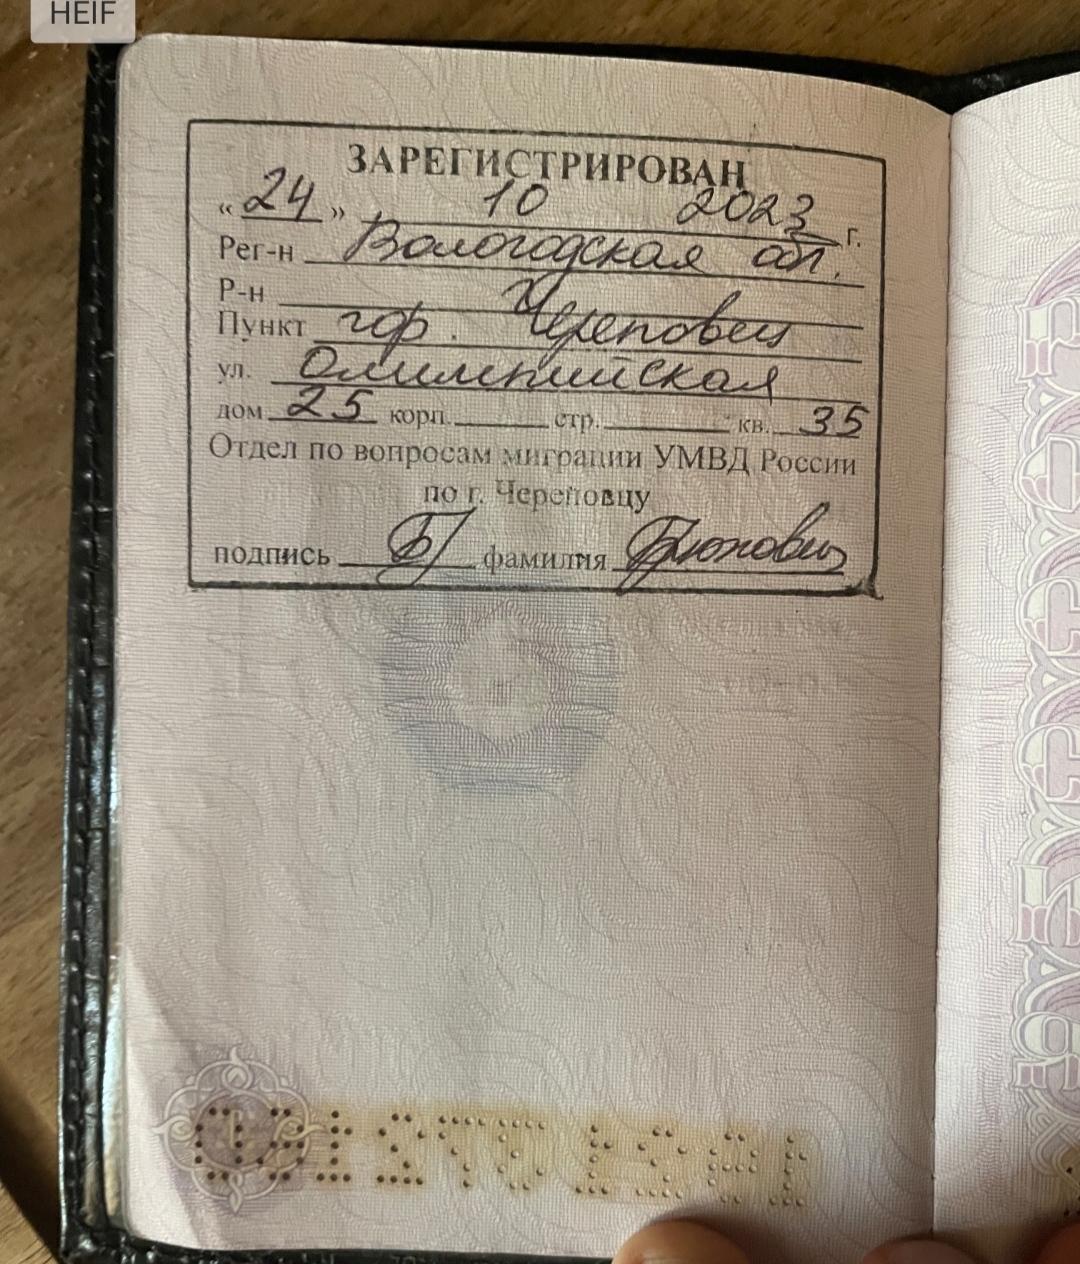 HEIF
ЗАРЕГИСТРИРОВАН
«24» 10 2023 г.
Рег-н Вологодская обл.
Р-н
Пункт гор. Череповец
ул. Олимпийская
дом 25 корп. стр. кв. 35
Отдел по вопросам миграции УМВД России
по г. Череповцу
подпись фамилия